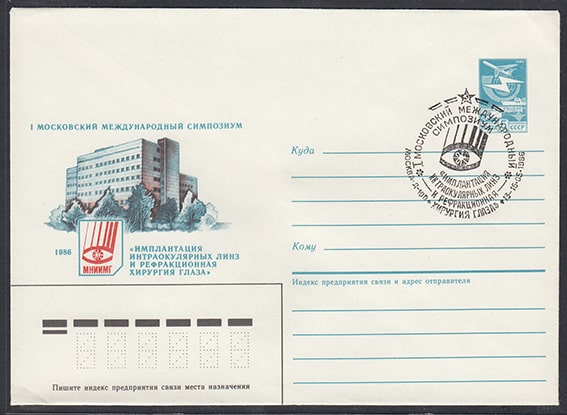 I МОСКОВСКИЙ МЕЖДУНАРОДНЫЙ СИМПОЗИУМ
1986
МНИИМГ
«ИМПЛАНТАЦИЯ
ИНТРАОКУЛЯРНЫХ ЛИНЗ
И РЕФРАКЦИОННАЯ
ХИРУРГИЯ ГЛАЗА»
СССР
I МОСКОВСКИЙ МЕЖДУНАРОДНЫЙ
СИМПОЗИУМ
«ИМПЛАНТАЦИЯ
ИНТРАОКУЛЯРНЫХ ЛИНЗ
И РЕФРАКЦИОННАЯ
ХИРУРГИЯ ГЛАЗА»
МОСКВА
Куда
Кому
Индекс предприятия связи и адрес отправителя
Пишите индекс предприятия связи места назначения